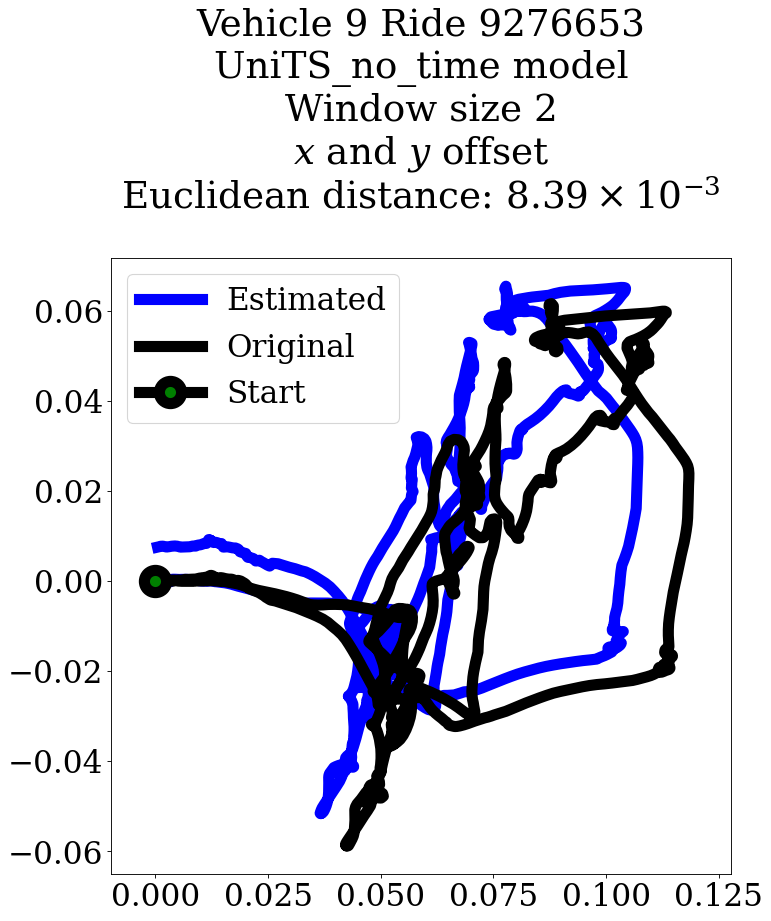 Vehicle 9 Ride 9276653
UniTS_no_time model
Window size 2
x and y offset
Euclidean distance: 8.39 × 10⁻³
Estimated
Original
Start
0.06
0.04
0.02
0.00
−0.02
−0.04
−0.06
0.000 0.025 0.050 0.075 0.100 0.125